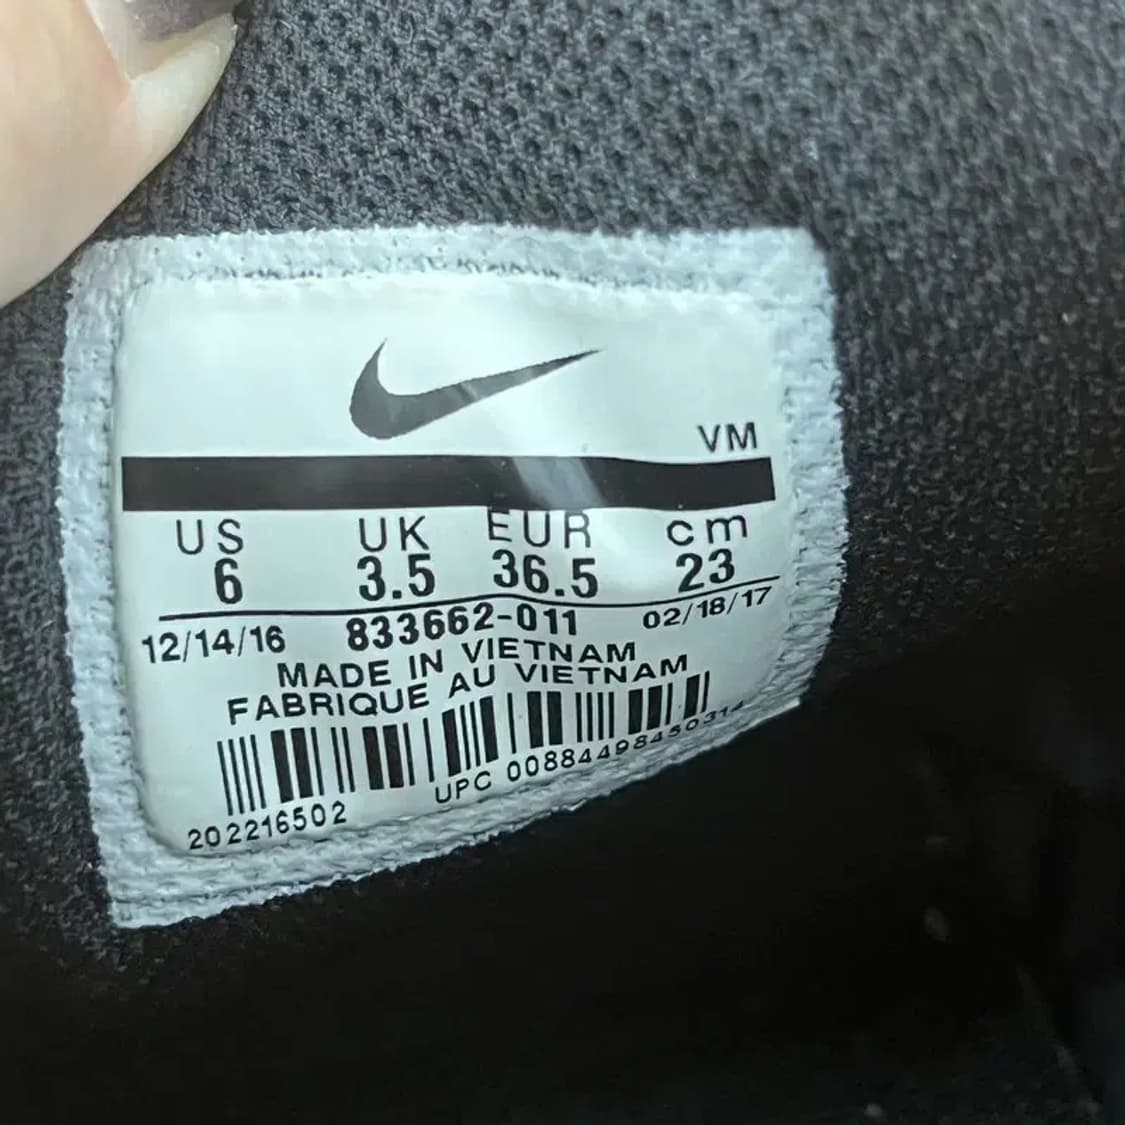 VM
US UK EUR cm
6 3.5 36.5 23
12/14/16 833662-011 02/18/17
MADE IN VIETNAM
FABRIQUE AU VIETNAM
202216502 UPC 00884498450314